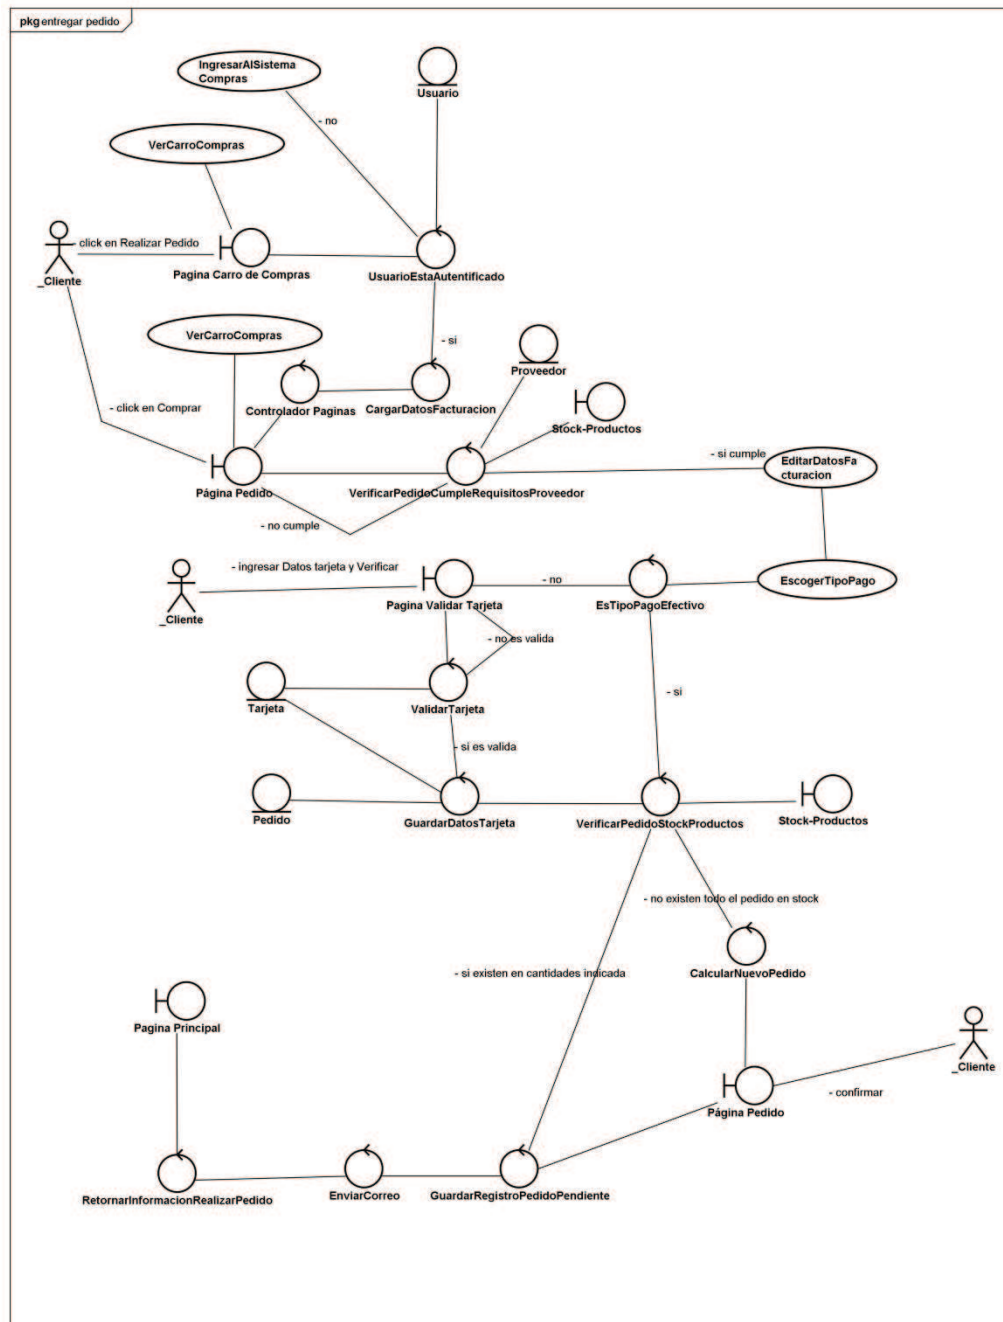 pkg entregar pedido
IngresarAlSistema
Compras
Usuario
- no
VerCarroCompras
- click en Realizar Pedido
_Cliente
Pagina Carro de Compras
UsuarioEstaAutentificado
VerCarroCompras
- si
Proveedor
Controlador Paginas
CargarDatosFacturacion
- click en Comprar
Stock-Productos
- si cumple
EditarDatosFa
cturacion
Página Pedido
VerificarPedidoCumpleRequisitosProveedor
- no cumple
- ingresar Datos tarjeta y Verificar
- no
EscogerTipoPago
_Cliente
Pagina Validar Tarjeta
EsTipoPagoEfectivo
- no es valida
- si
Tarjeta
ValidarTarjeta
- si es valida
Pedido
GuardarDatosTarjeta
VerificarPedidoStockProductos
Stock-Productos
- no existen todo el pedido en stock
- si existen en cantidades indicada
CalcularNuevoPedido
Pagina Principal
_Cliente
- confirmar
Página Pedido
RetornarInformacionRealizarPedido
EnviarCorreo
GuardarRegistroPedidoPendiente